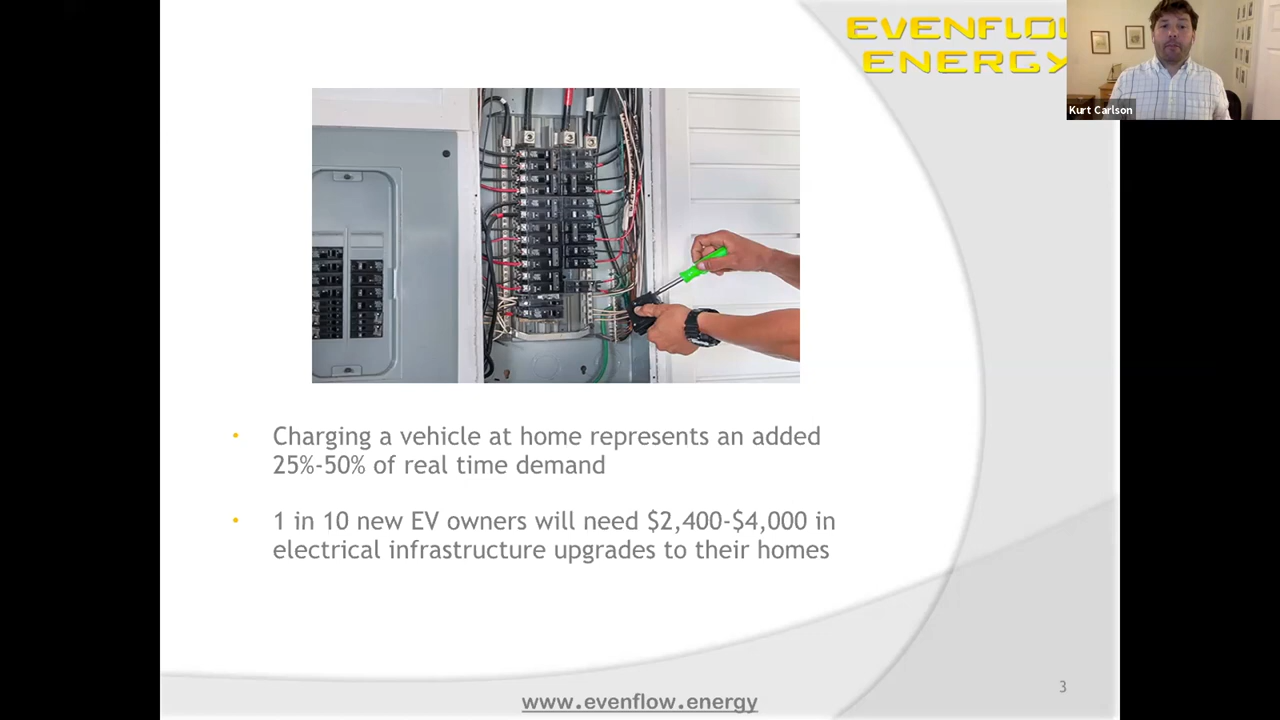 EVENFLO
ENERGY
Kurt Carlson
• Charging a vehicle at home represents an added
25%-50% of real time demand
• 1 in 10 new EV owners will need $2,400-$4,000 in
electrical infrastructure upgrades to their homes
www.evenflow.energy
3